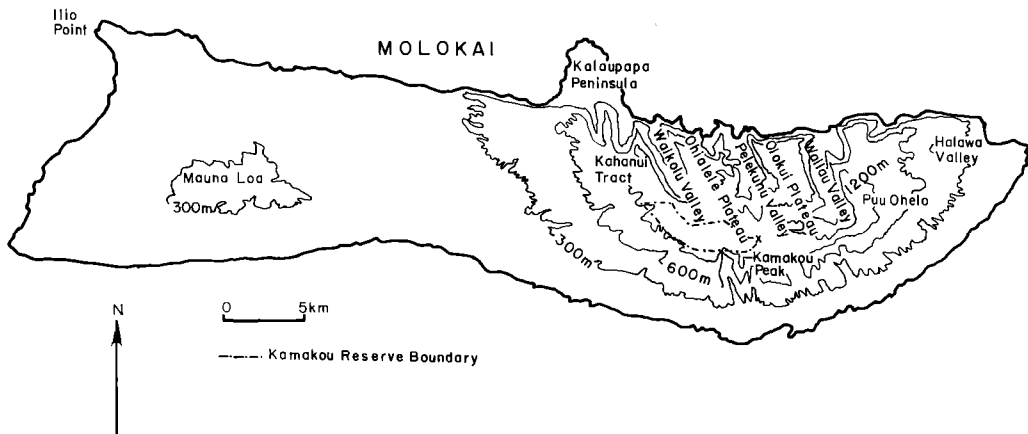 Ilio
Point
MOLOKAI
Kalaupapa
Peninsula
Mauna Loa
300m
Kahanui
Tract
Waikolu Valley
Ohialele Plateau
Pelekunu Valley
Olokui Plateau
Wailau Valley
1200m
Puu Ohelo
Halawa
Valley
Kamakou
Peak
x
300m
600m
N
0 5km
Kamakou Reserve Boundary